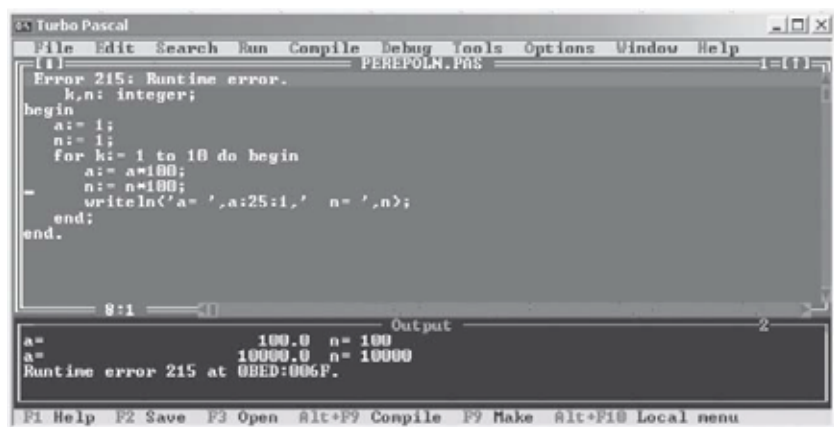 Turbo Pascal
File Edit Search Run Compile Debug Tools Options Window Help
PEREPOLN.PAS 1=[↑]
Error 215: Runtime error.
k,n: integer;
begin
a:= 1;
n:= 1;
for k:= 1 to 10 do begin
a:= a*100;
n:= n*100;
writeln('a= ',a:25:1,' n= ',n);
end;
end.
8:1
Output 2
a= 100.0 n= 100
a= 10000.0 n= 10000
Runtime error 215 at 0BED:006F.
F1 Help F2 Save F3 Open Alt+F9 Compile F9 Make Alt+F10 Local menu